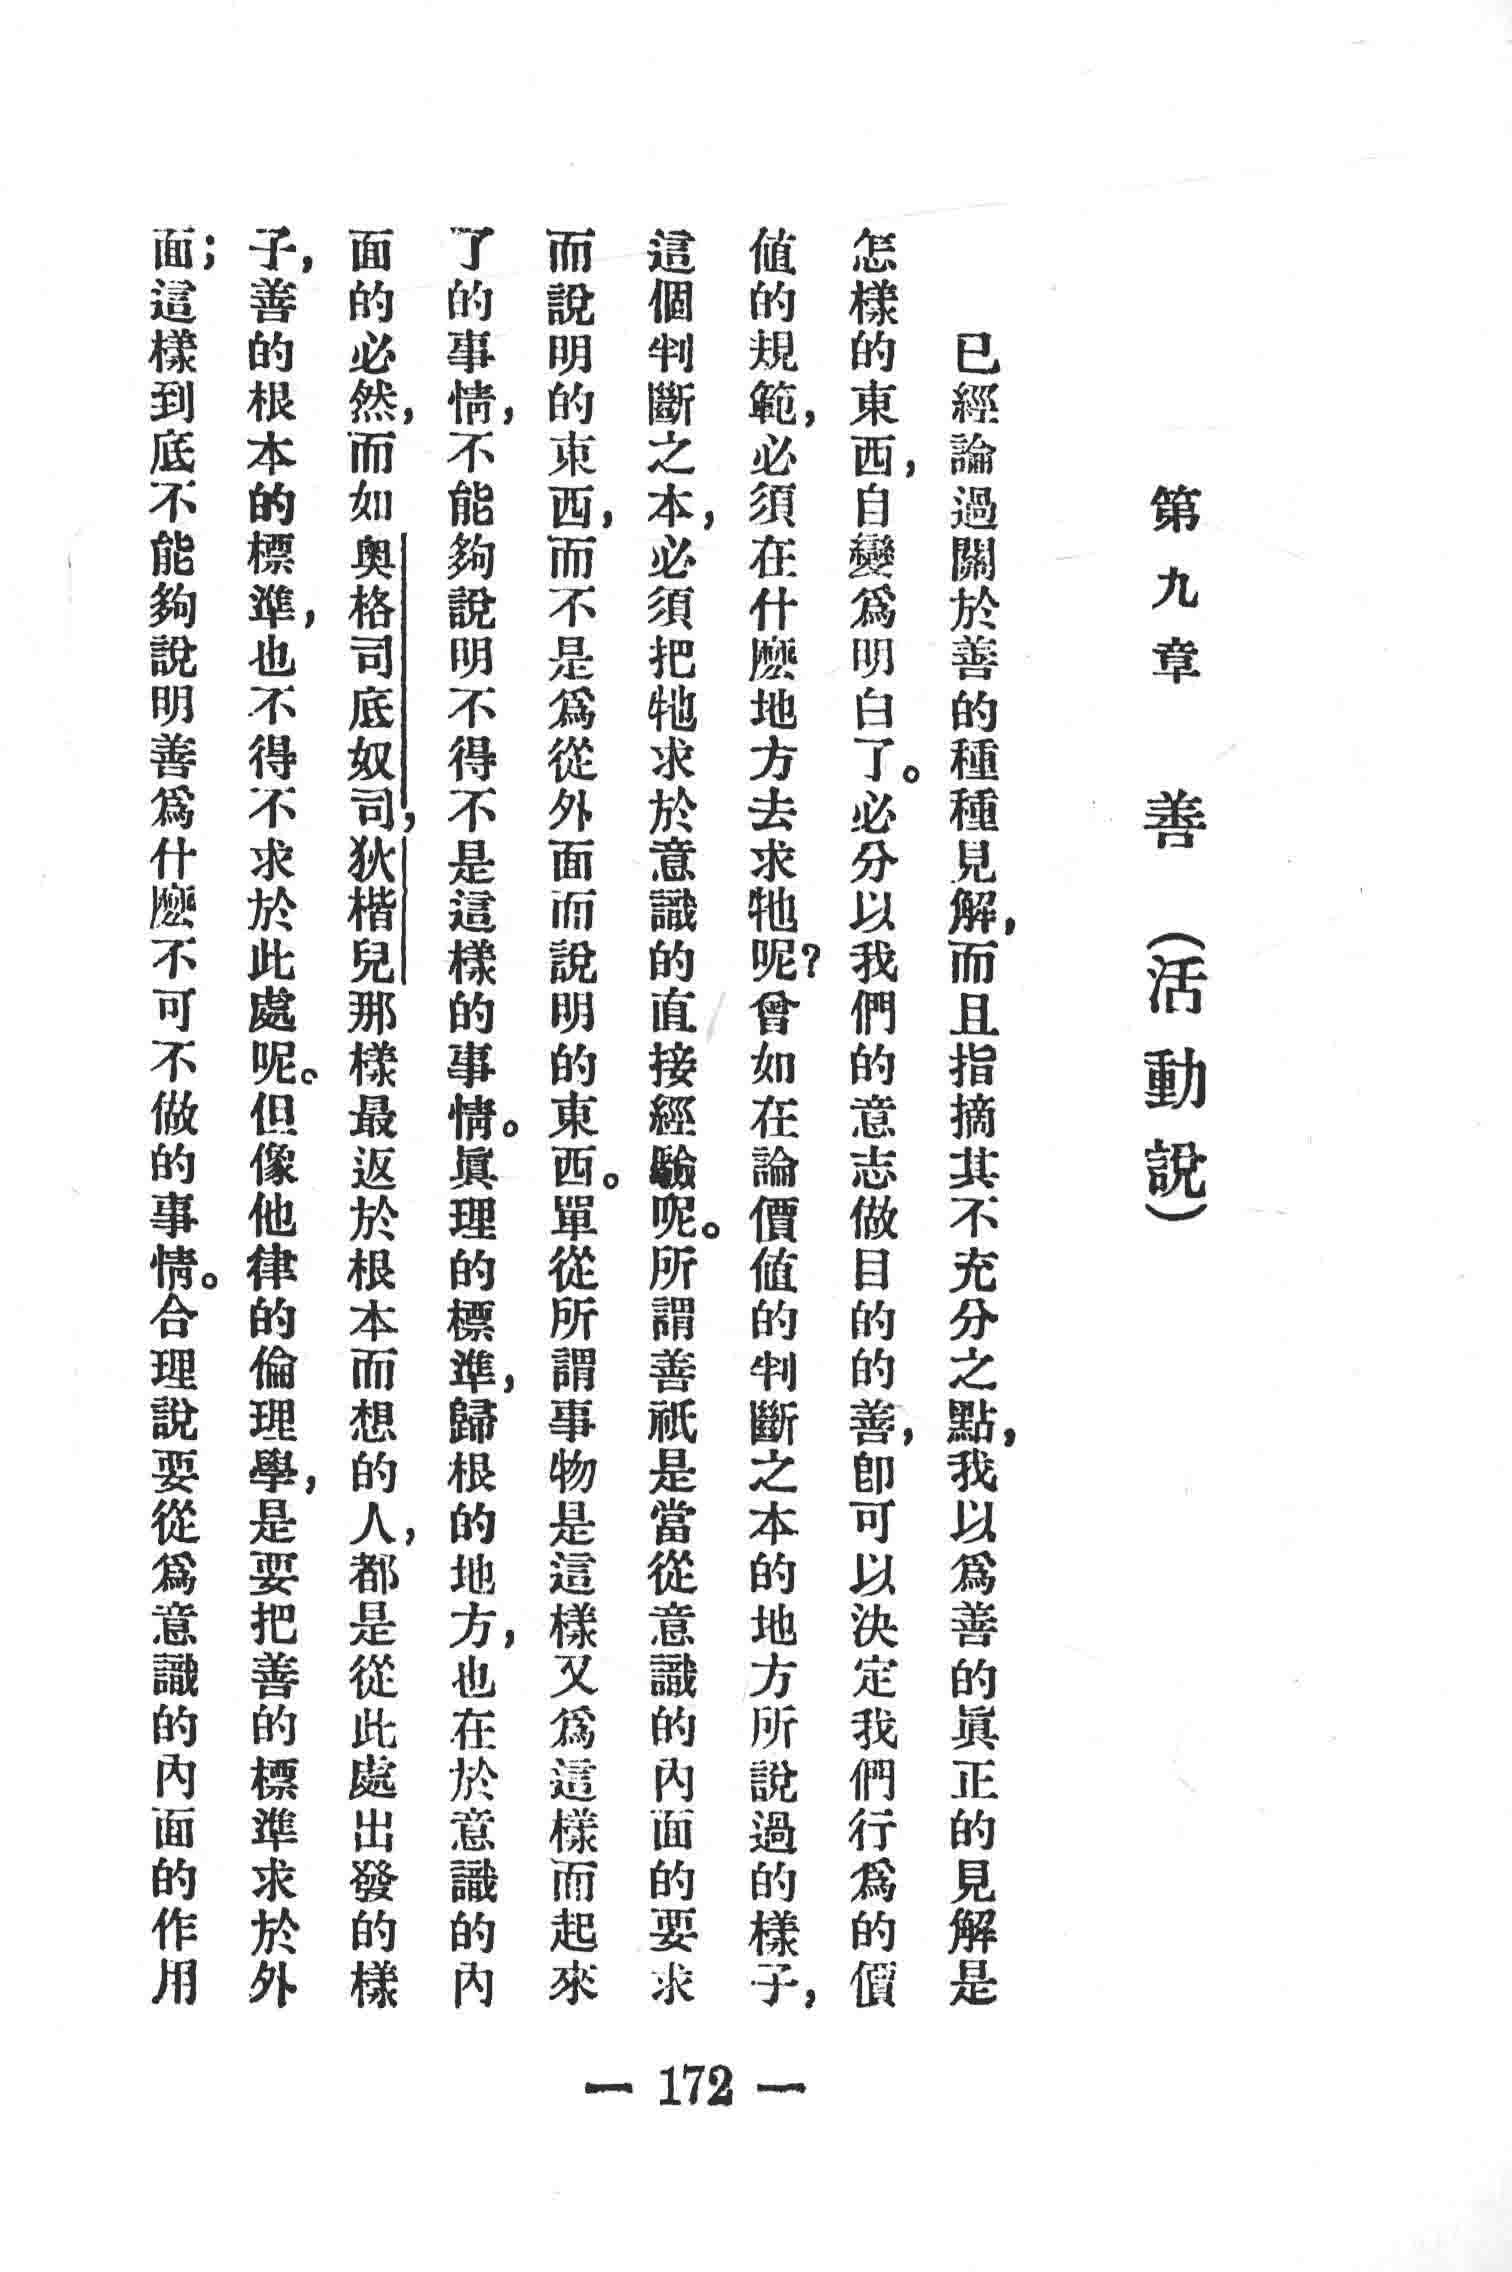 第九章　善　（活動說）
已經論過關於善的種種見解，而且指摘其不充分之點，我以爲善的眞正的見解是
怎樣的東西，自變爲明白了。必分以我們的意志做目的的善，卽可以決定我們行爲的價
値的規範，必須在什麼地方去求牠呢？曾如在論價値的判斷之本的地方所說過的樣子，
這個判斷之本，必須把牠求於意識的直接經驗呢。所謂善祇是當從意識的內面的要求
而說明的東西，而不是爲從外面而說明的東西。單從所謂事物是這樣又爲這樣而起來
了的事情，不能夠說明不得不是這樣的事情。眞理的標準，歸根的地方，也在於意識的內
面的必然，而如奧格司底奴司，狄楷兒那樣最返於根本而想的人，都是從此處出發的樣
子，善的根本的標準，也不得不求於此處呢。但像他律的倫理學，是要把善的標準求於外
面；這樣到底不能夠說明善爲什麼不可不做的事情。合理說要從爲意識的內面的作用
— 172 —